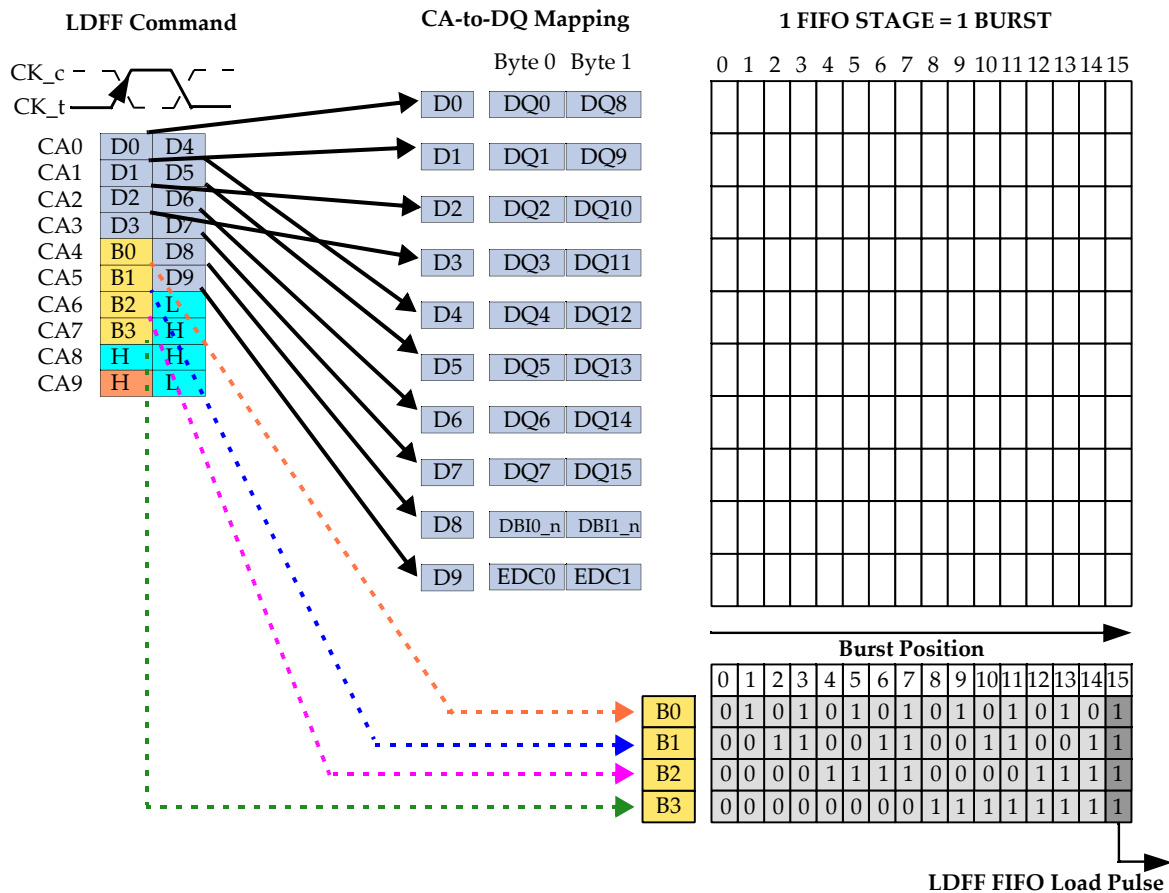 LDFF Command
CK_c
CK_t
CA0 D0 D4
CA1 D1 D5
CA2 D2 D6
CA3 D3 D7
CA4 B0 D8
CA5 B1 D9
CA6 B2 L
CA7 B3 H
CA8 H H
CA9 H L
CA-to-DQ Mapping
Byte 0 Byte 1
D0 DQ0 DQ8
D1 DQ1 DQ9
D2 DQ2 DQ10
D3 DQ3 DQ11
D4 DQ4 DQ12
D5 DQ5 DQ13
D6 DQ6 DQ14
D7 DQ7 DQ15
D8 DBI0_n DBI1_n
D9 EDC0 EDC1
1 FIFO STAGE = 1 BURST
0 1 2 3 4 5 6 7 8 9 10 11 12 13 14 15
Burst Position
0 1 2 3 4 5 6 7 8 9 10 11 12 13 14 15
B0 0 1 0 1 0 1 0 1 0 1 0 1 0 1 0 1
B1 0 0 1 1 0 0 1 1 0 0 1 1 0 0 1 1
B2 0 0 0 0 1 1 1 1 0 0 0 0 1 1 1 1
B3 0 0 0 0 0 0 0 0 1 1 1 1 1 1 1 1
LDFF FIFO Load Pulse